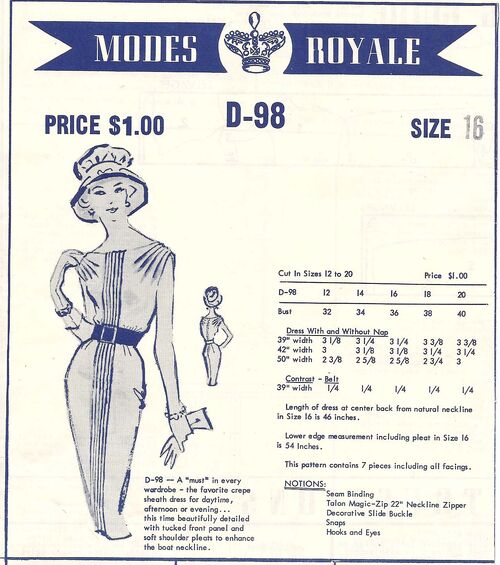 MODES ROYALE
PRICE $1.00
D-98
SIZE 16
Cut In Sizes 12 to 20 Price $1.00
D-98 12 14 16 18 20
Bust 32 34 36 38 40
Dress With and Without Nap
39" width 3 1/8 3 1/4 3 1/4 3 3/8 3 3/8
42" width 3 3 1/8 3 1/8 3 1/4 3 1/4
50" width 2 3/8 2 5/8 2 5/8 2 3/4 3
Contrast - Belt
39" width 1/4 1/4 1/4 1/4 1/4
Length of dress at center back from natural neckline
in Size 16 is 46 inches.
Lower edge measurement including pleat in Size 16
is 54 Inches.
This pattern contains 7 pieces including all facings.
NOTIONS:
Seam Binding
Talon Magic-Zip 22" Neckline Zipper
Decorative Slide Buckle
Snaps
Hooks and Eyes
D-98 -- A "must" in every
wardrobe - the favorite crepe
sheath dress for daytime,
afternoon or evening...
this time beautifully detailed
with tucked front panel and
soft shoulder pleats to enhance
the boat neckline.